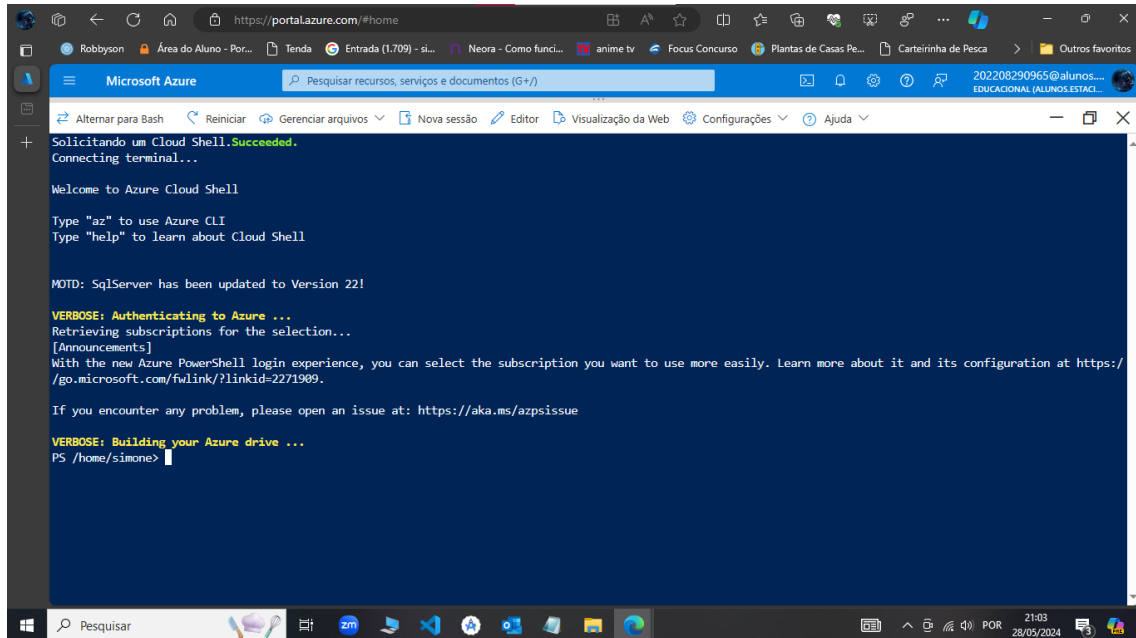 https://portal.azure.com/#home
Robbyson
Área do Aluno - Por...
Tenda
Entrada (1.709) - si...
Neora - Como funci...
anime tv
Focus Concurso
Plantas de Casas Pe...
Carteirinha de Pesca
Outros favoritos
Microsoft Azure
Pesquisar recursos, serviços e documentos (G+/)
202208290965@alunos....
EDUCACIONAL (ALUNOS.ESTACI...
Alternar para Bash
Reiniciar
Gerenciar arquivos
Nova sessão
Editor
Visualização da Web
Configurações
Ajuda
Solicitando um Cloud Shell.Succeeded.
Connecting terminal...
Welcome to Azure Cloud Shell
Type "az" to use Azure CLI
Type "help" to learn about Cloud Shell
MOTD: SqlServer has been updated to Version 22!
VERBOSE: Authenticating to Azure ...
Retrieving subscriptions for the selection...
[Announcements]
With the new Azure PowerShell login experience, you can select the subscription you want to use more easily. Learn more about it and its configuration at https:/
/go.microsoft.com/fwlink/?linkid=2271909.
If you encounter any problem, please open an issue at: https://aka.ms/azpsissue
VERBOSE: Building your Azure drive ...
PS /home/simone>
Pesquisar
zm
POR
21:03
28/05/2024
3